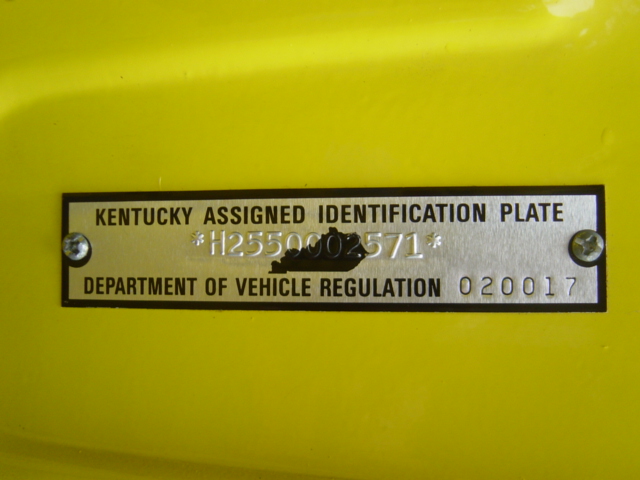 KENTUCKY ASSIGNED IDENTIFICATION PLATE
*H2550002571*
DEPARTMENT OF VEHICLE REGULATION 020017